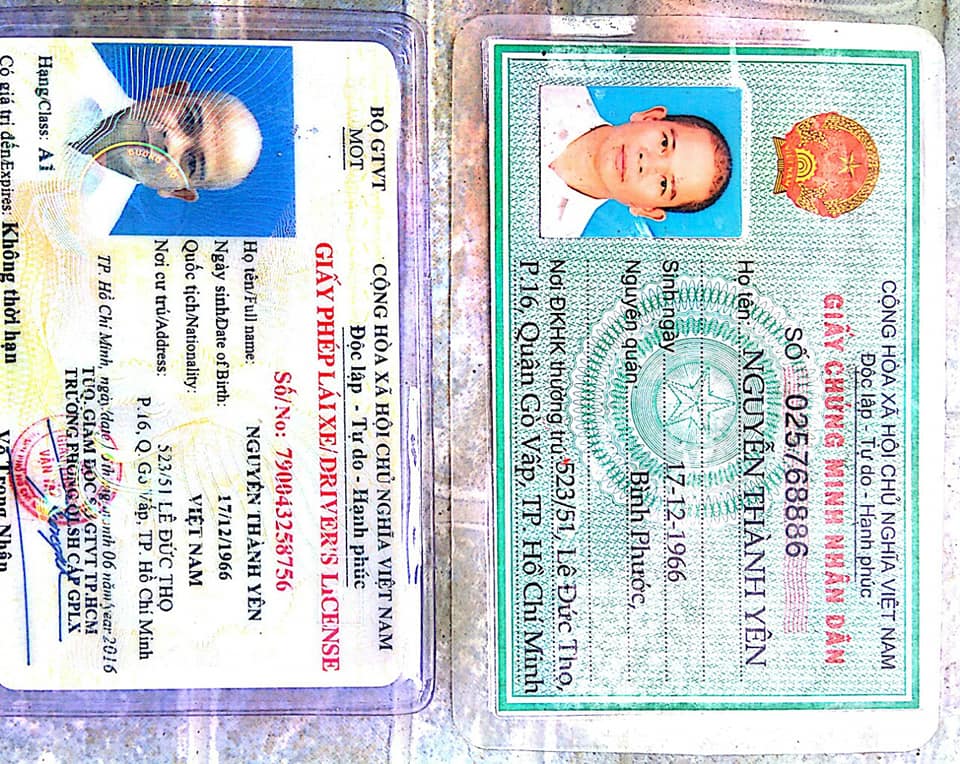 CỘNG HÒA XÃ HỘI CHỦ NGHĨA VIỆT NAM
Độc lập - Tự do - Hạnh phúc
GIẤY CHỨNG MINH NHÂN DÂN
SỐ 025768886
Họ tên: NGUYỄN THÀNH YÊN
Sinh ngày 17-12-1966
Nguyên quán Bình Phước,
Nơi ĐKHK thường trú 523/51, Lê Đức Thọ,
P.16, Quận Gò Vấp, TP. Hồ Chí Minh
BỘ GTVT
MOT
CỘNG HÒA XÃ HỘI CHỦ NGHĨA VIỆT NAM
Độc lập - Tự do - Hạnh phúc
GIẤY PHÉP LÁI XE/DRIVER'S LICENSE
Số/No: 790043258756
Họ tên/Full name: NGUYỄN THÀNH YÊN
Ngày sinh/Date of Birth: 17/12/1966
Quốc tịch/Nationality: VIỆT NAM
Nơi cư trú/Address: 523/51 LÊ ĐỨC THỌ
P.16, Q. Gò Vấp, TP. Hồ Chí Minh
TP. Hồ Chí Minh, ngày/date 06 năm/year 2016
TUQ. GIÁM ĐỐC SỞ GTVT TP.HCM
TRƯỞNG PHÒNG QLSH CẤP GPLX
Hạng/Class: A1
Có giá trị đến/Expires: Không thời hạn
Trọng Nhân